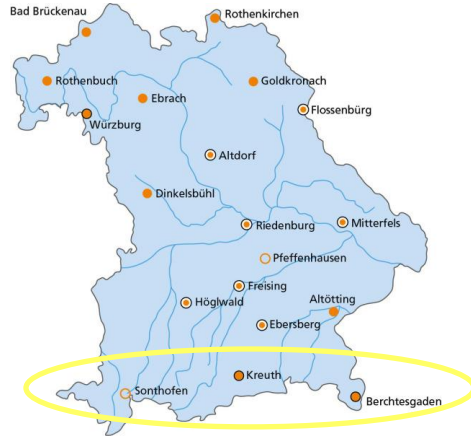 Bad Brückenau
Rothenkirchen
Rothenbuch
Goldkronach
Ebrach
Flossenbürg
Würzburg
Altdorf
Dinkelsbühl
Riedenburg
Mitterfels
Pfeffenhausen
Freising
Höglwald
Altötting
Ebersberg
Kreuth
Sonthofen
Berchtesgaden